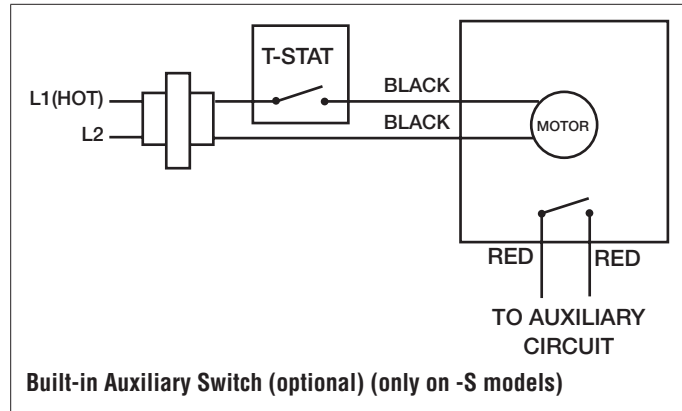 T-STAT
L1(HOT)
BLACK
L2
BLACK
MOTOR
RED
RED
TO AUXILIARY
CIRCUIT
Built-in Auxiliary Switch (optional) (only on -S models)